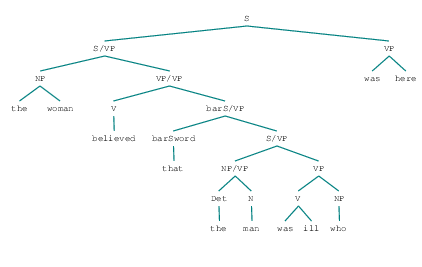 S
S/VP VP
NP VP/VP was here
the woman V barS/VP
believed barSword S/VP
that NP/VP VP
Det N V NP
the man was ill who